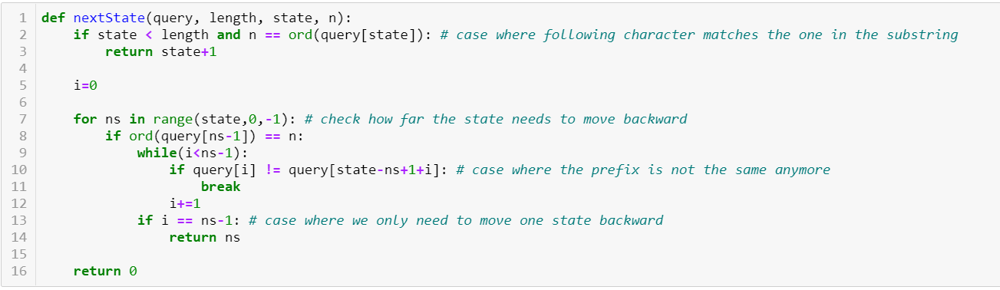 1 def nextState(query, length, state, n):
2     if state < length and n == ord(query[state]): # case where following character matches the one in the substring
3         return state+1
4
5     i=0
6
7     for ns in range(state,0,-1): # check how far the state needs to move backward
8         if ord(query[ns-1]) == n:
9             while(i<ns-1):
10                 if query[i] != query[state-ns+1+i]: # case where the prefix is not the same anymore
11                     break
12                 i+=1
13             if i == ns-1: # case where we only need to move one state backward
14                 return ns
15
16     return 0